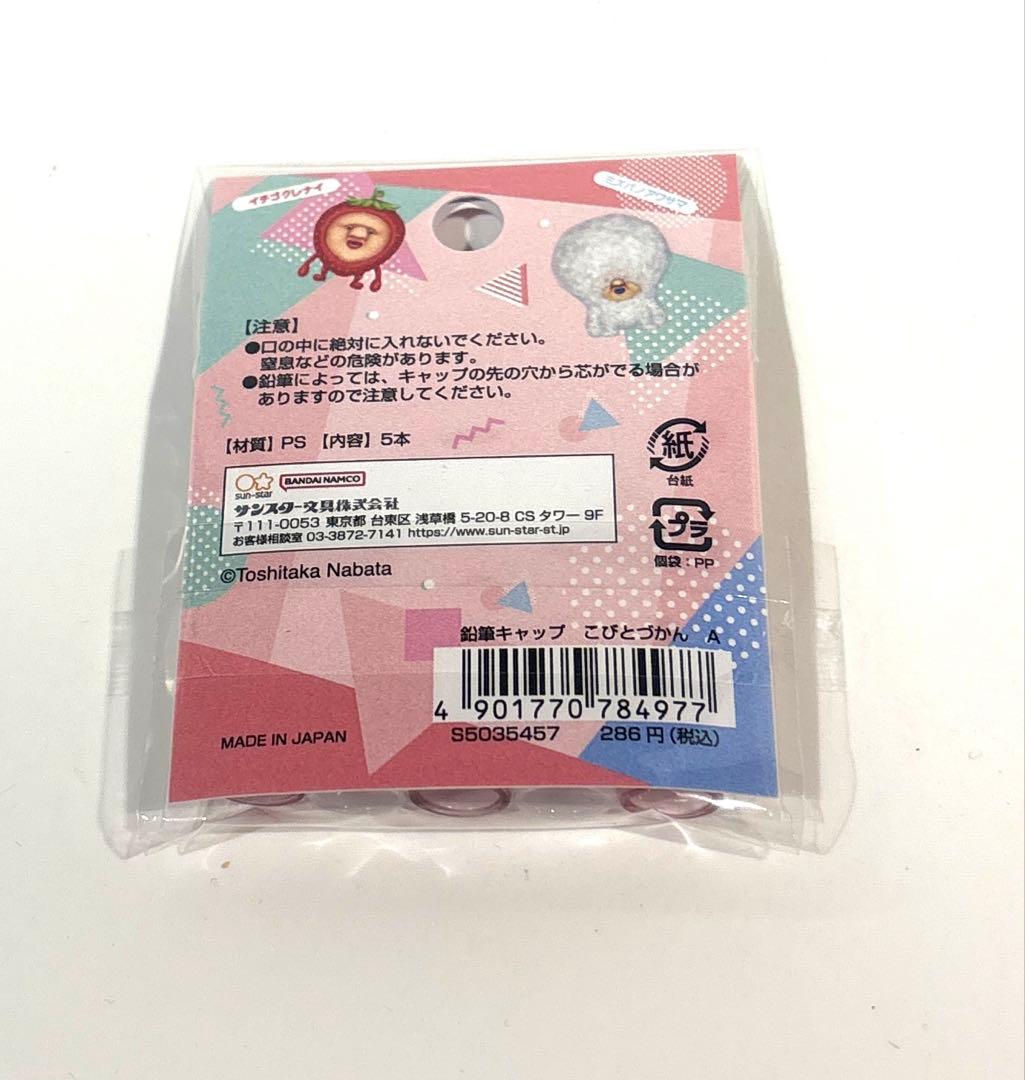 イチゴクレナイ
ミズバノアワサマ
【注意】
●口の中に絶対に入れないでください。
窒息などの危険があります。
●鉛筆によっては、キャップの先の穴から芯がでる場合が
ありますので注意してください。
【材質】PS 【内容】5本
紙
台紙
sun-star BANDAI NAMCO
サンスター文具株式会社
〒111-0053 東京都 台東区 浅草橋 5-20-8 CS タワー 9F
お客様相談室 03-3872-7141 https://www.sun-star-st.jp
プラ
個袋：PP
©Toshitaka Nabata
鉛筆キャップ こびとづかん A
4 901770 784977
S5035457 286円(税込)
MADE IN JAPAN